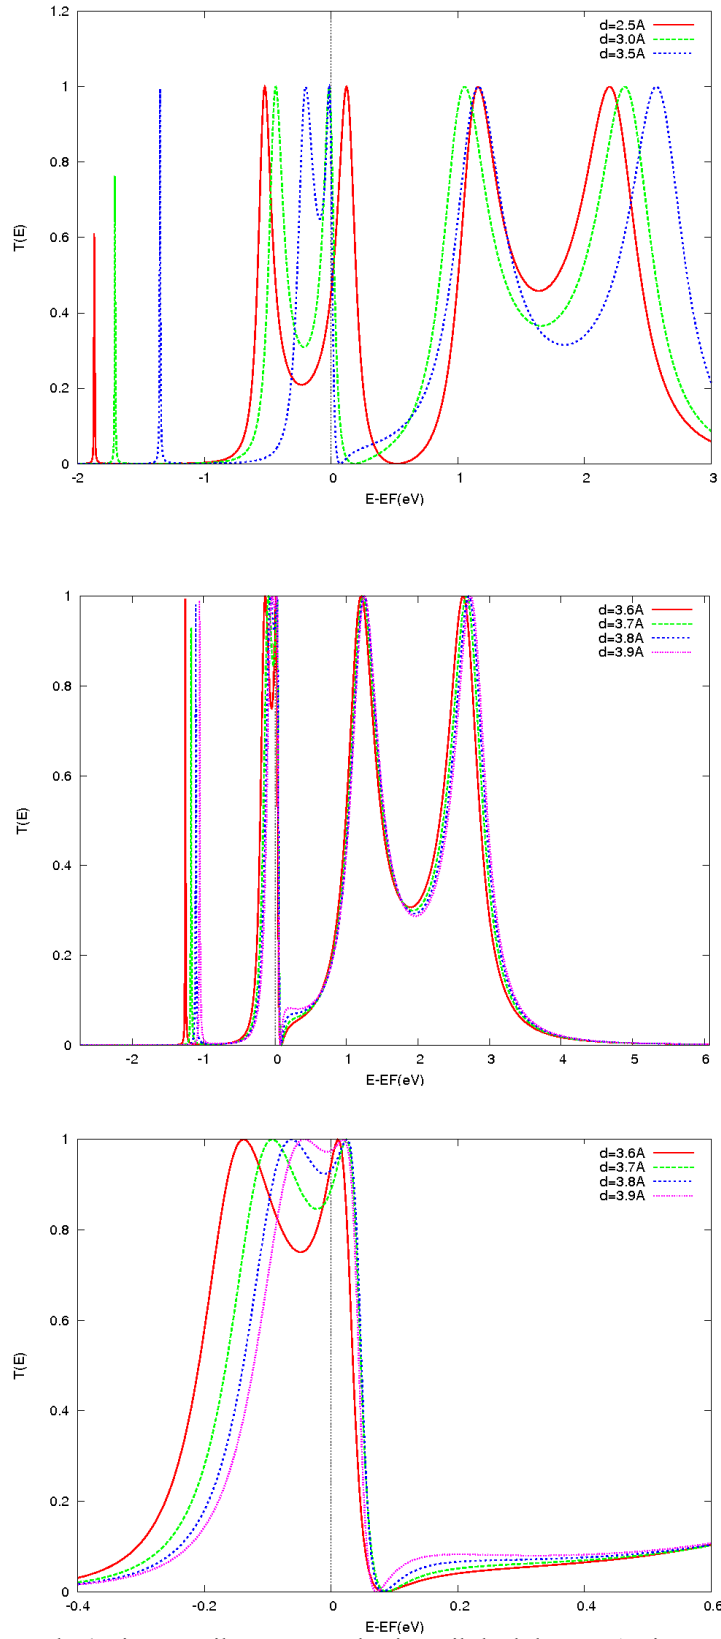 1.2
1
0.8
0.6
0.4
0.2
0
T(E)
d=2.5A
d=3.0A
d=3.5A
-2 -1 0 1 2 3
E-EF(eV)
1
0.8
0.6
0.4
0.2
0
T(E)
d=3.6A
d=3.7A
d=3.8A
d=3.9A
-2 -1 0 1 2 3 4 5 6
E-EF(eV)
1
0.8
0.6
0.4
0.2
0
T(E)
d=3.6A
d=3.7A
d=3.8A
d=3.9A
-0.4 -0.2 0 0.2 0.4 0.6
E-EF(eV)